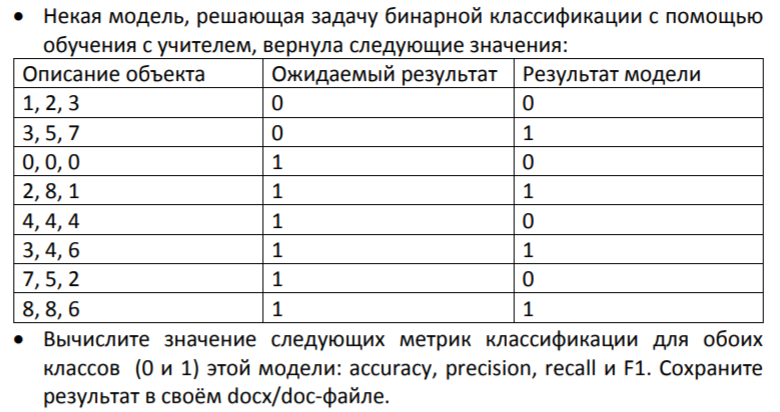 • Некая модель, решающая задачу бинарной классификации с помощью
обучения с учителем, вернула следующие значения:
Описание объекта Ожидаемый результат Результат модели
1, 2, 3 0 0
3, 5, 7 0 1
0, 0, 0 1 0
2, 8, 1 1 1
4, 4, 4 1 0
3, 4, 6 1 1
7, 5, 2 1 0
8, 8, 6 1 1
• Вычислите значение следующих метрик классификации для обоих
классов (0 и 1) этой модели: accuracy, precision, recall и F1. Сохраните
результат в своём docx/doc-файле.